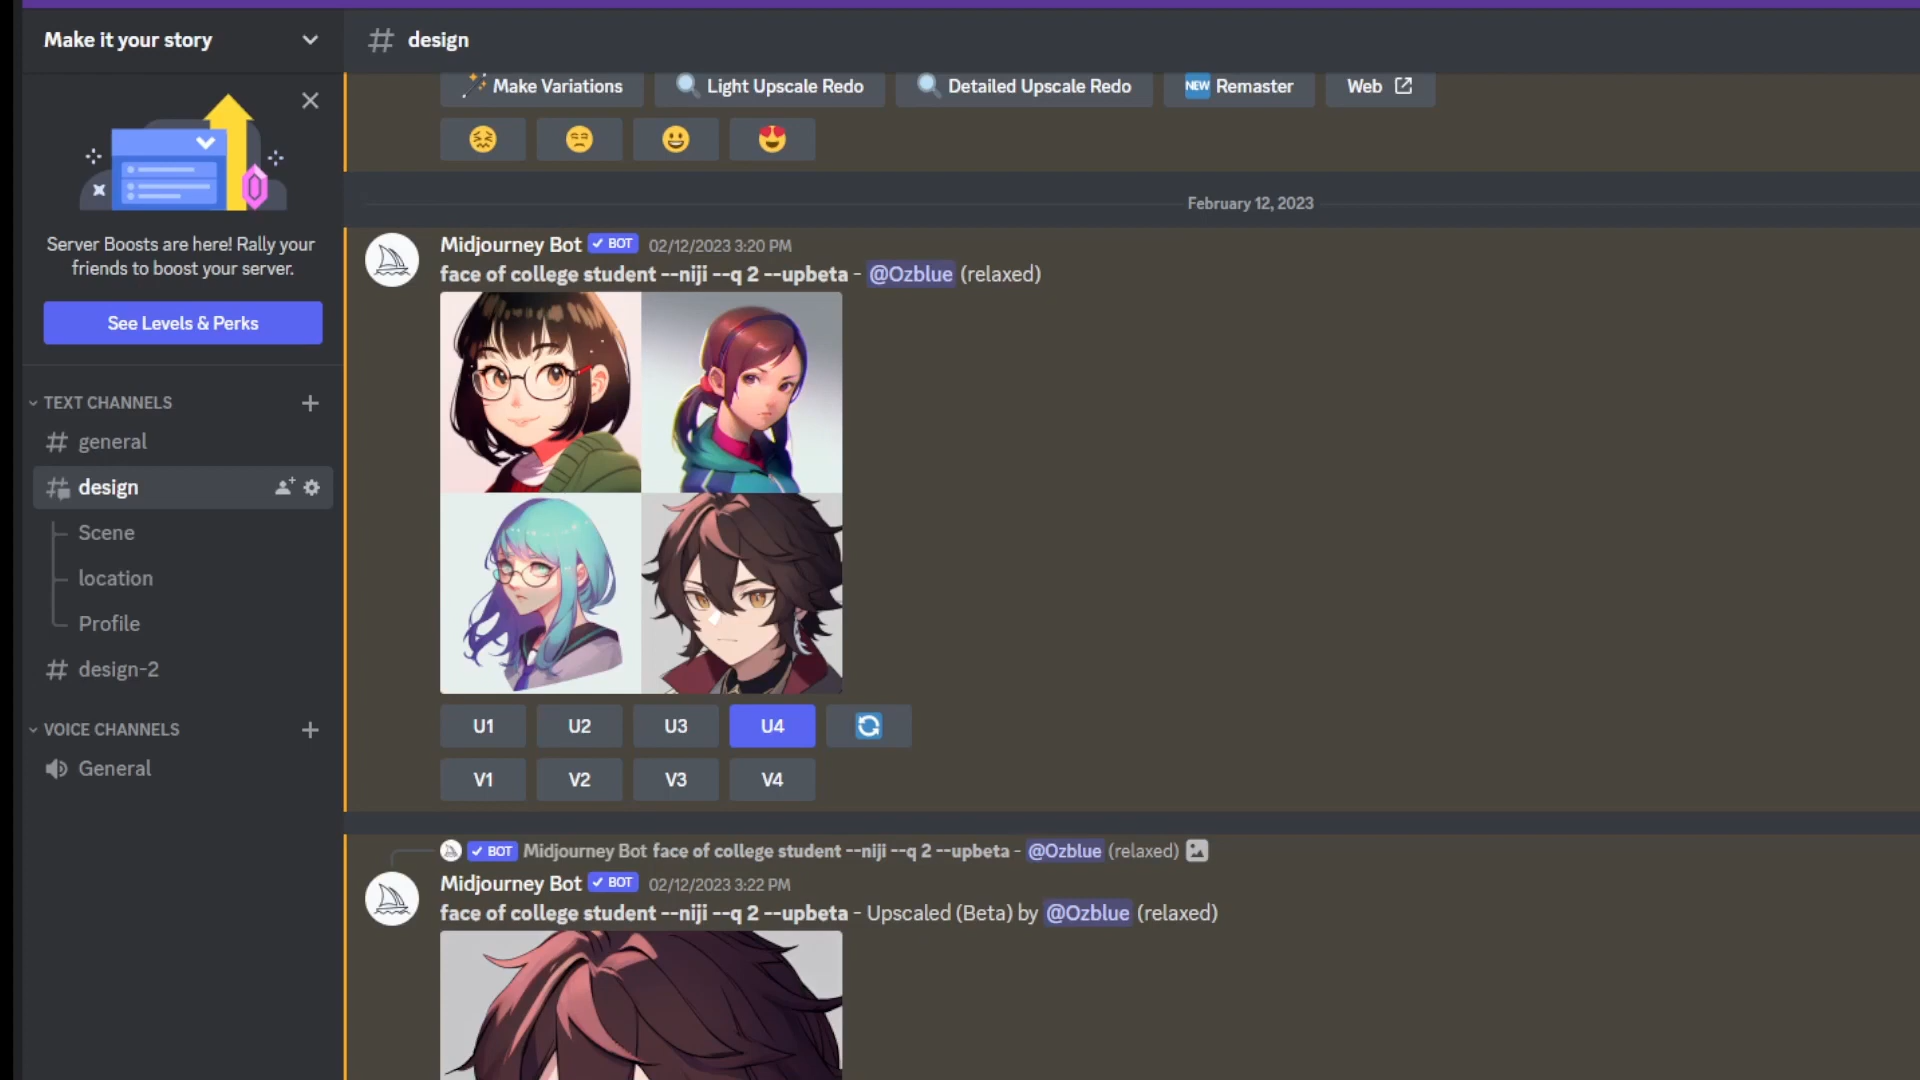 Make it your story
design
Make Variations
Light Upscale Redo
Detailed Upscale Redo
NEW Remaster
Web
Server Boosts are here! Rally your
friends to boost your server.
See Levels & Perks
TEXT CHANNELS
general
design
Scene
location
Profile
design-2
VOICE CHANNELS
General
February 12, 2023
Midjourney Bot BOT 02/12/2023 3:20 PM
face of college student --niji --q 2 --upbeta - @Ozblue (relaxed)
U1 U2 U3 U4
V1 V2 V3 V4
BOT Midjourney Bot face of college student --niji --q 2 --upbeta - @Ozblue (relaxed)
Midjourney Bot BOT 02/12/2023 3:22 PM
face of college student --niji --q 2 --upbeta - Upscaled (Beta) by @Ozblue (relaxed)